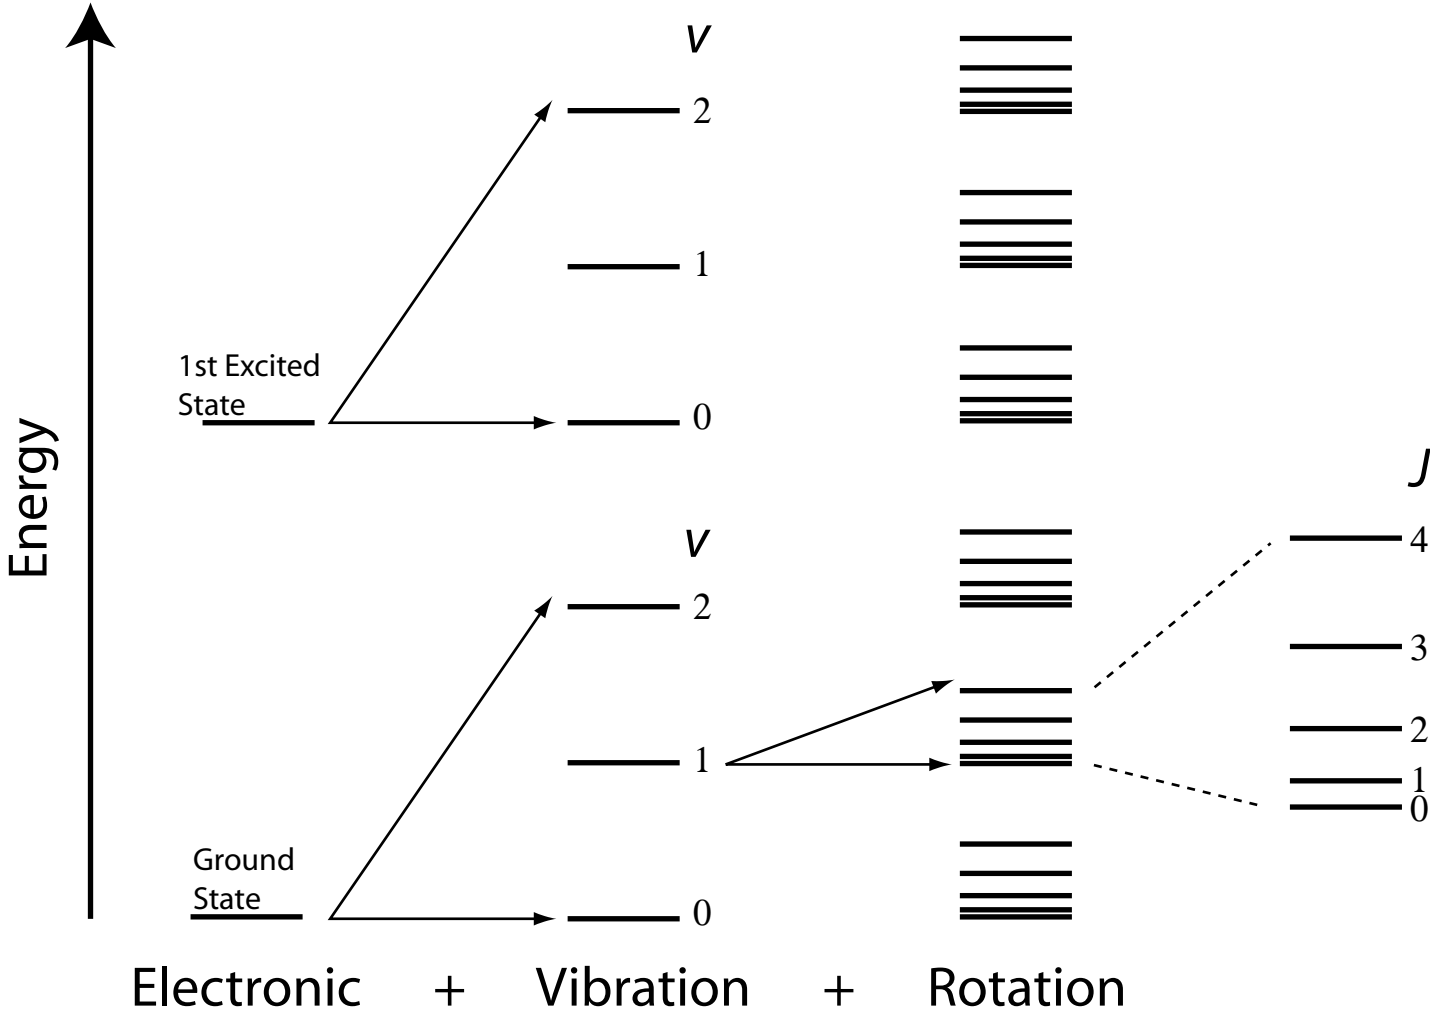 Energy
v
2
1
0
1st Excited
State
v
2
1
0
Ground
State
J
4
3
2
1
0
Electronic + Vibration + Rotation